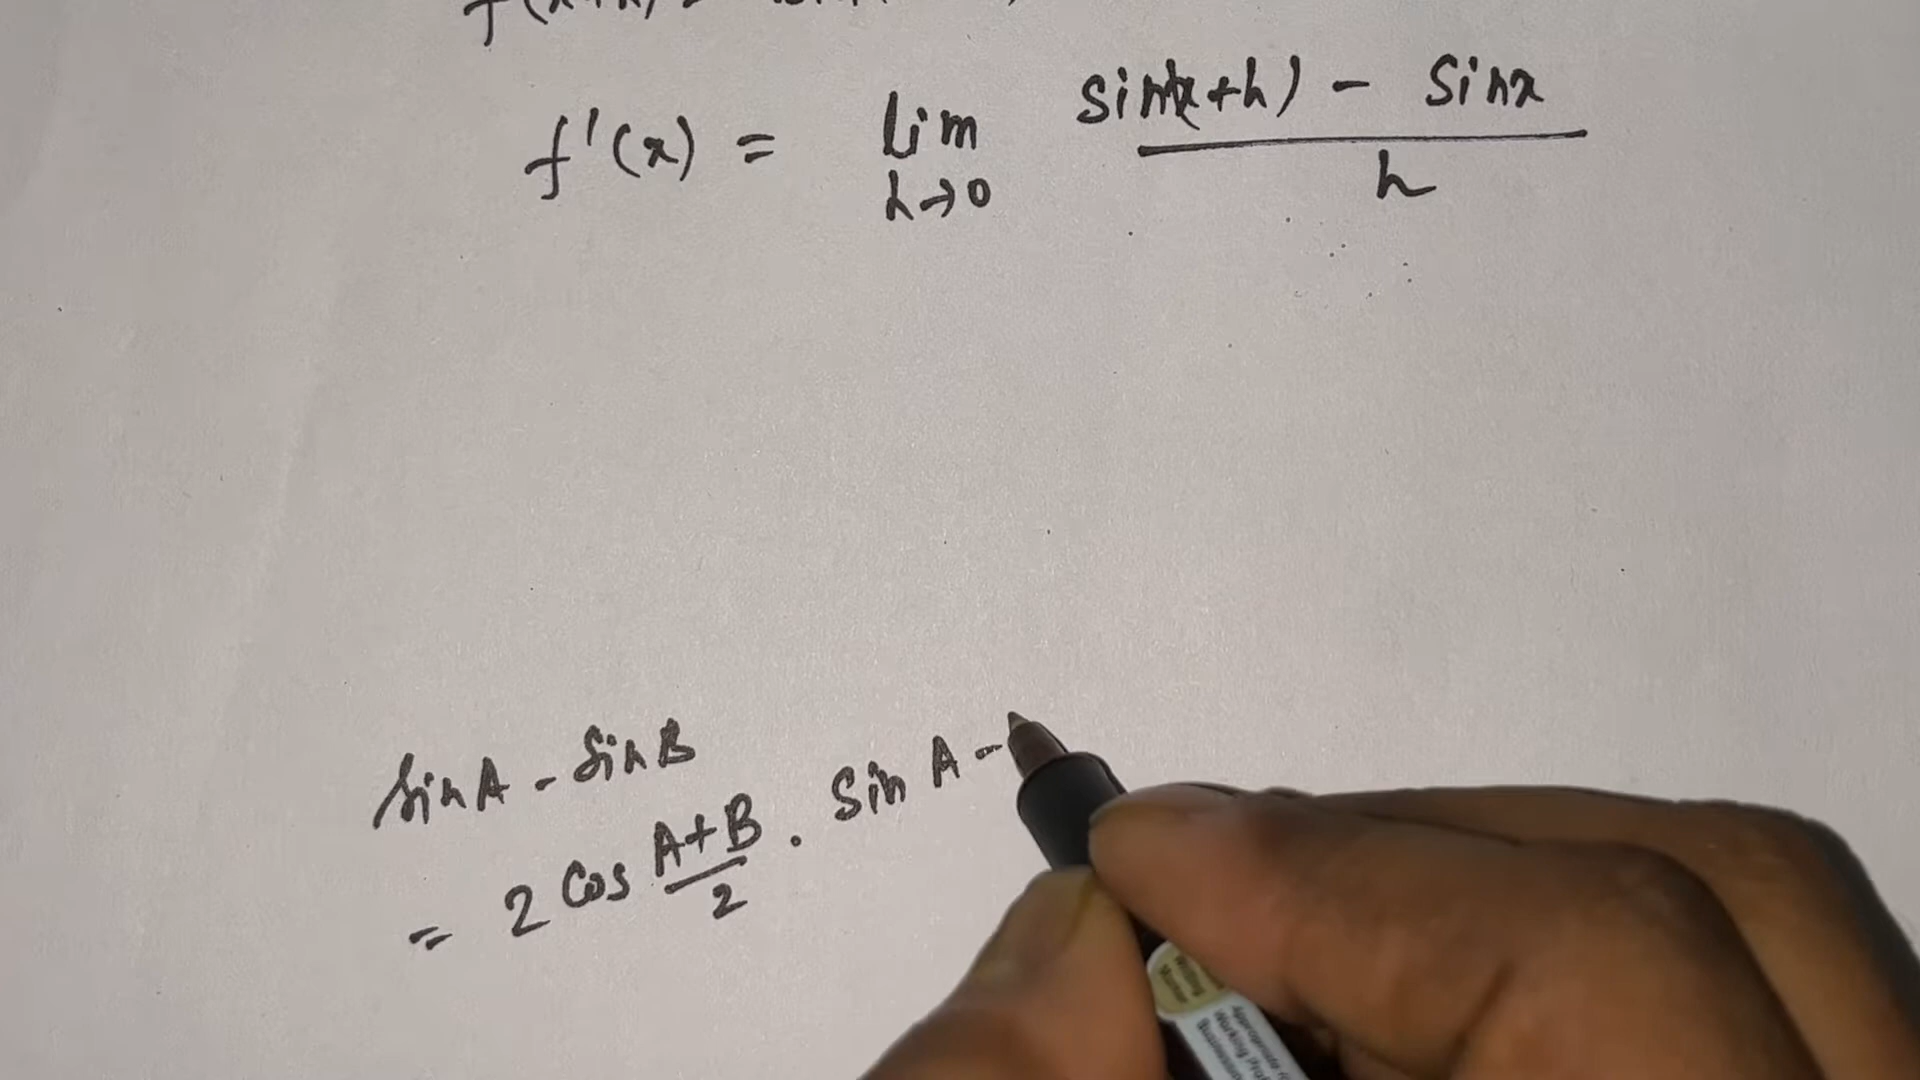 f'(x) = lim h→0 sin(x+h) - sinx / h
sinA - sinB
= 2 cos A+B / 2 . sin A -